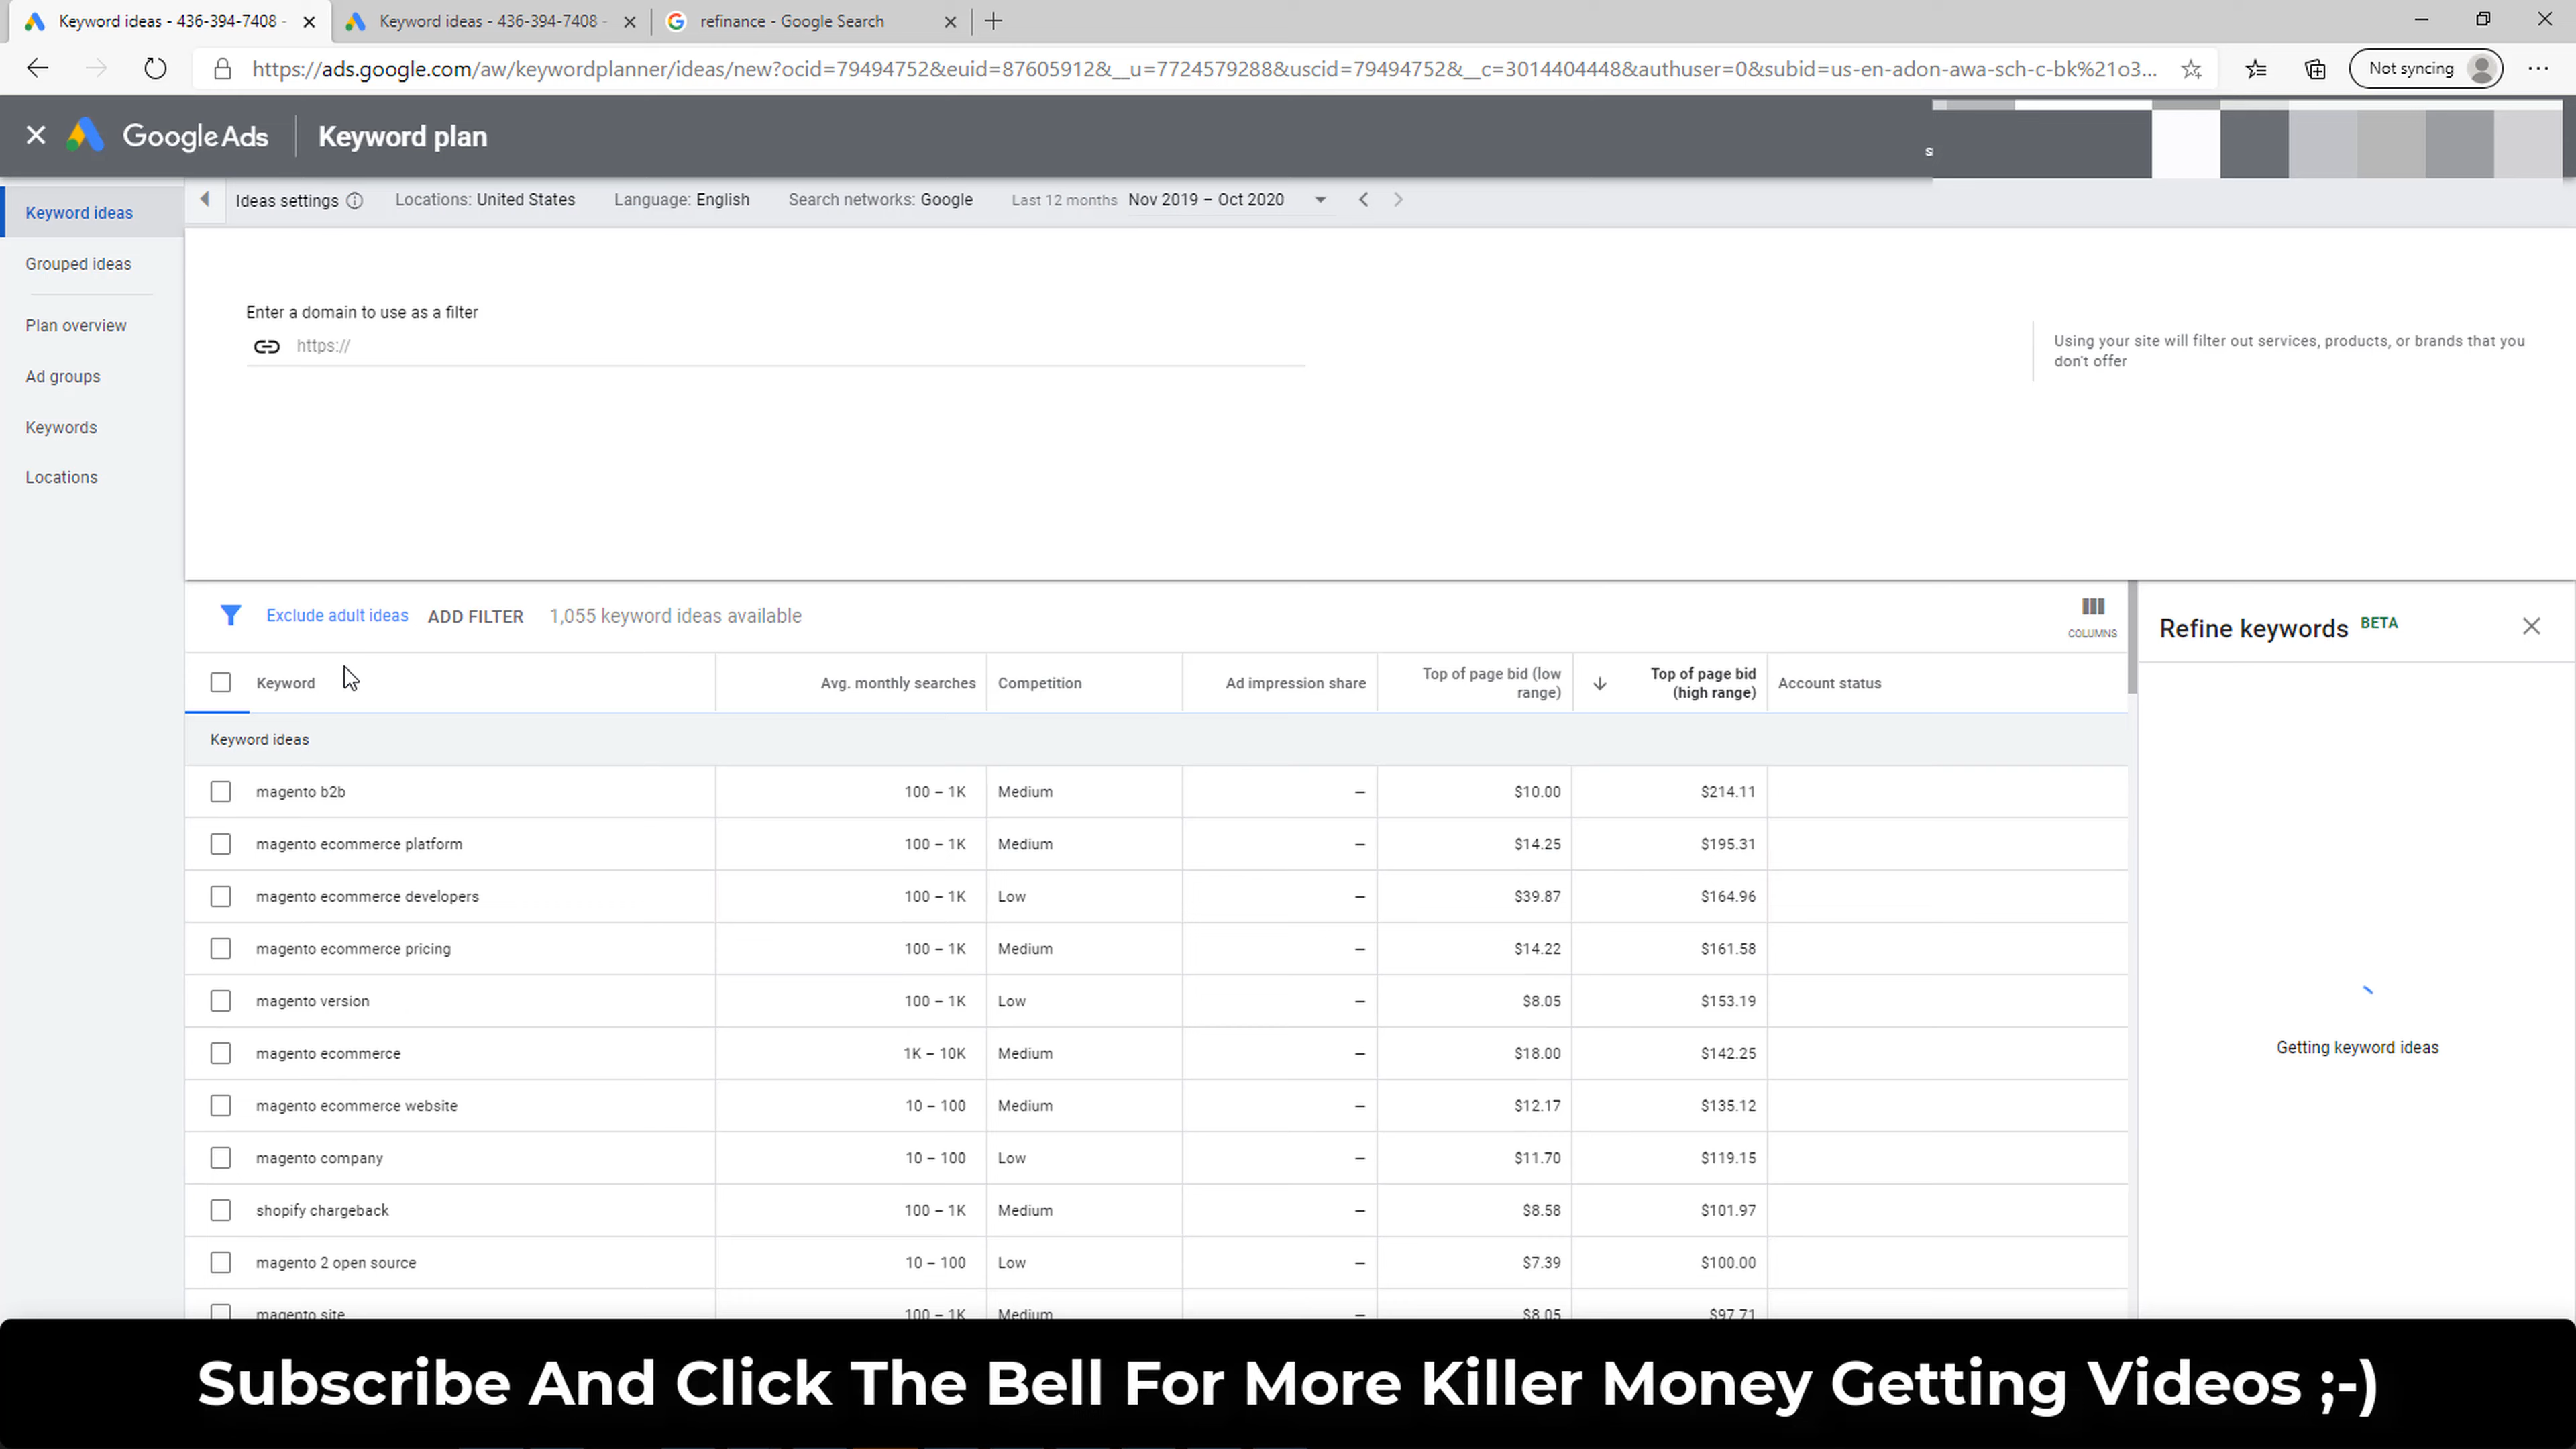 Keyword ideas - 436-394-7408 -
Keyword ideas - 436-394-7408 -
refinance - Google Search
https://ads.google.com/aw/keywordplanner/ideas/new?ocid=79494752&euid=87605912&__u=7724579288&uscid=79494752&__c=3014404448&authuser=0&subid=us-en-adon-awa-sch-c-bk%21o3...
Not syncing
Google Ads
Keyword plan
s
Keyword ideas
Grouped ideas
Plan overview
Ad groups
Keywords
Locations
Ideas settings
Locations: United States
Language: English
Search networks: Google
Last 12 months Nov 2019 – Oct 2020
Enter a domain to use as a filter
https://
Using your site will filter out services, products, or brands that you
don't offer
Exclude adult ideas ADD FILTER 1,055 keyword ideas available
COLUMNS
Refine keywords BETA
Getting keyword ideas
Keyword Avg. monthly searches Competition Ad impression share Top of page bid (low range) Top of page bid (high range) Account status
Keyword ideas
magento b2b 100 – 1K Medium – $10.00 $214.11
magento ecommerce platform 100 – 1K Medium – $14.25 $195.31
magento ecommerce developers 100 – 1K Low – $39.87 $164.96
magento ecommerce pricing 100 – 1K Medium – $14.22 $161.58
magento version 100 – 1K Low – $8.05 $153.19
magento ecommerce 1K – 10K Medium – $18.00 $142.25
magento ecommerce website 10 – 100 Medium – $12.17 $135.12
magento company 10 – 100 Low – $11.70 $119.15
shopify chargeback 100 – 1K Medium – $8.58 $101.97
magento 2 open source 10 – 100 Low – $7.39 $100.00
magento site 100 – 1K Medium – $8.05 $97.71
Subscribe And Click The Bell For More Killer Money Getting Videos ;-)